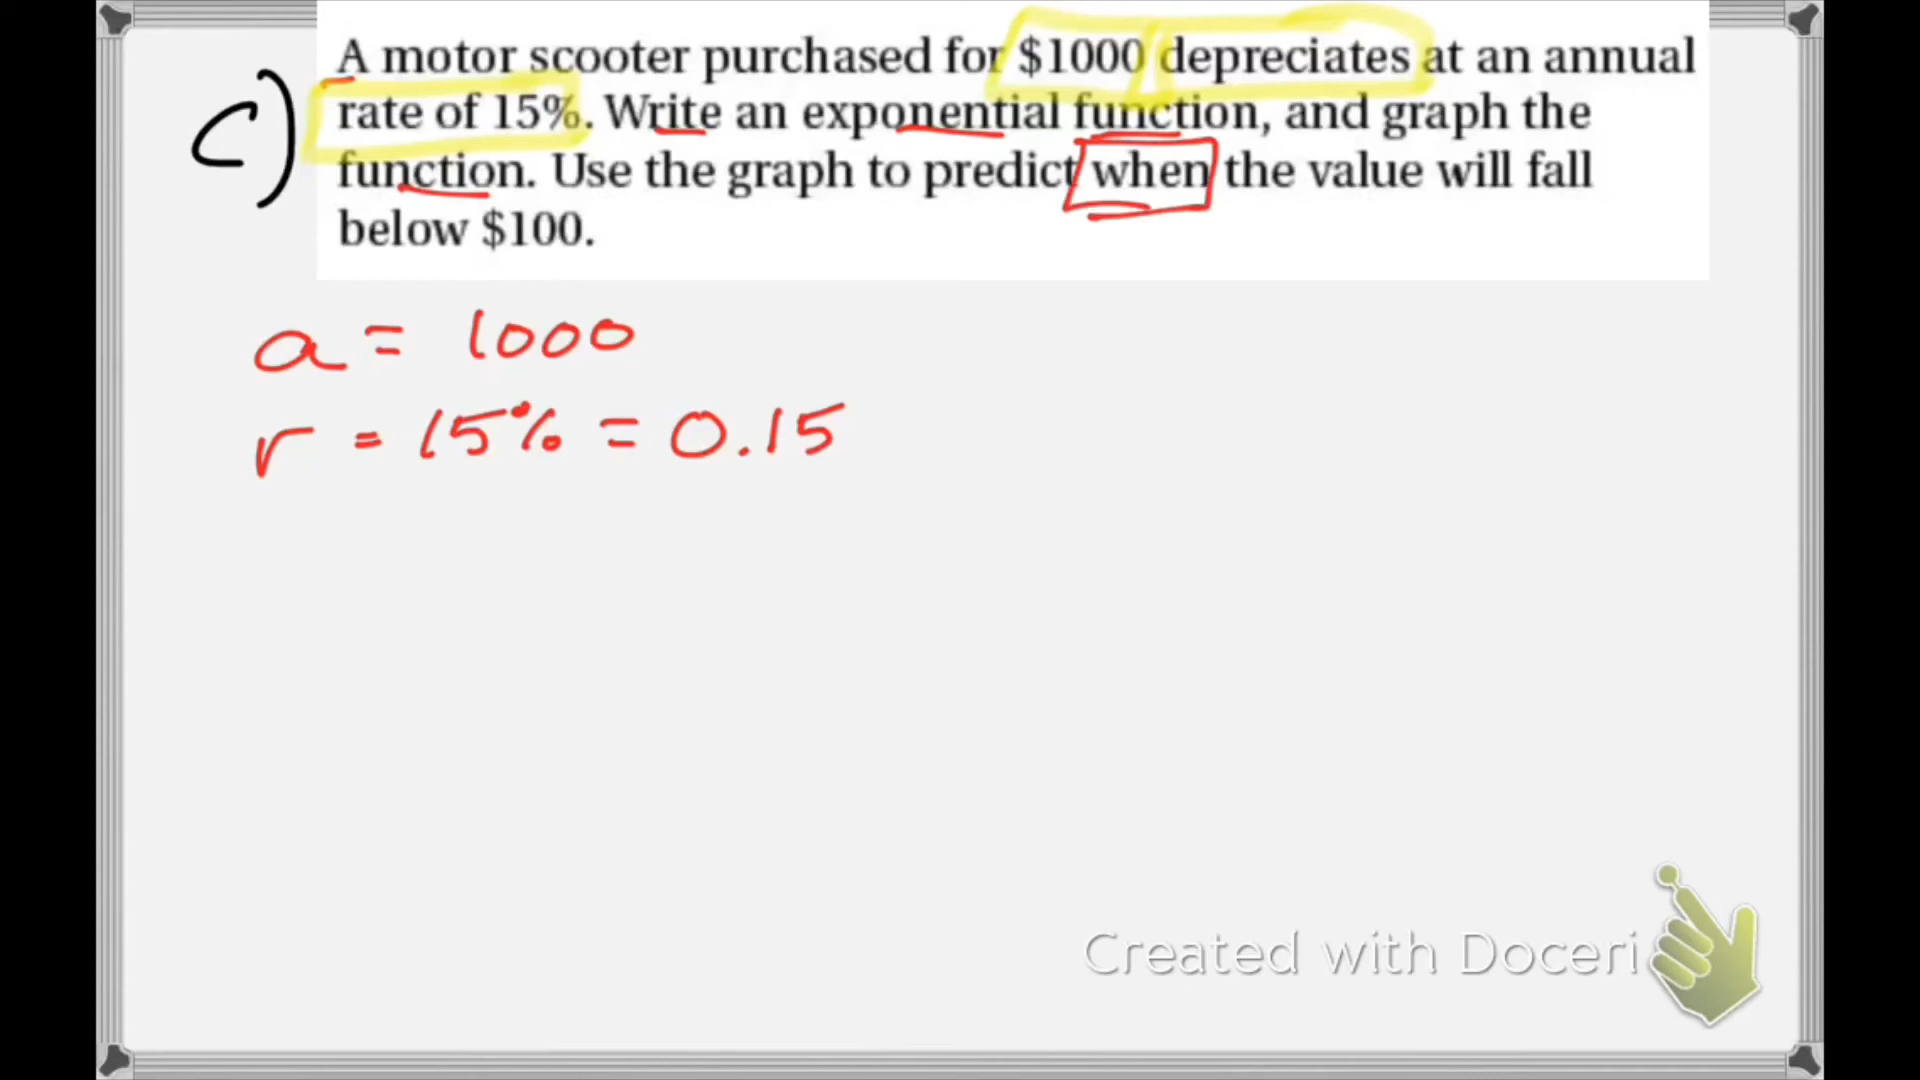 C)
A motor scooter purchased for $1000 depreciates at an annual
rate of 15%. Write an exponential function, and graph the
function. Use the graph to predict when the value will fall
below $100.
a = 1000
r = 15% = 0.15
Created with Doceri